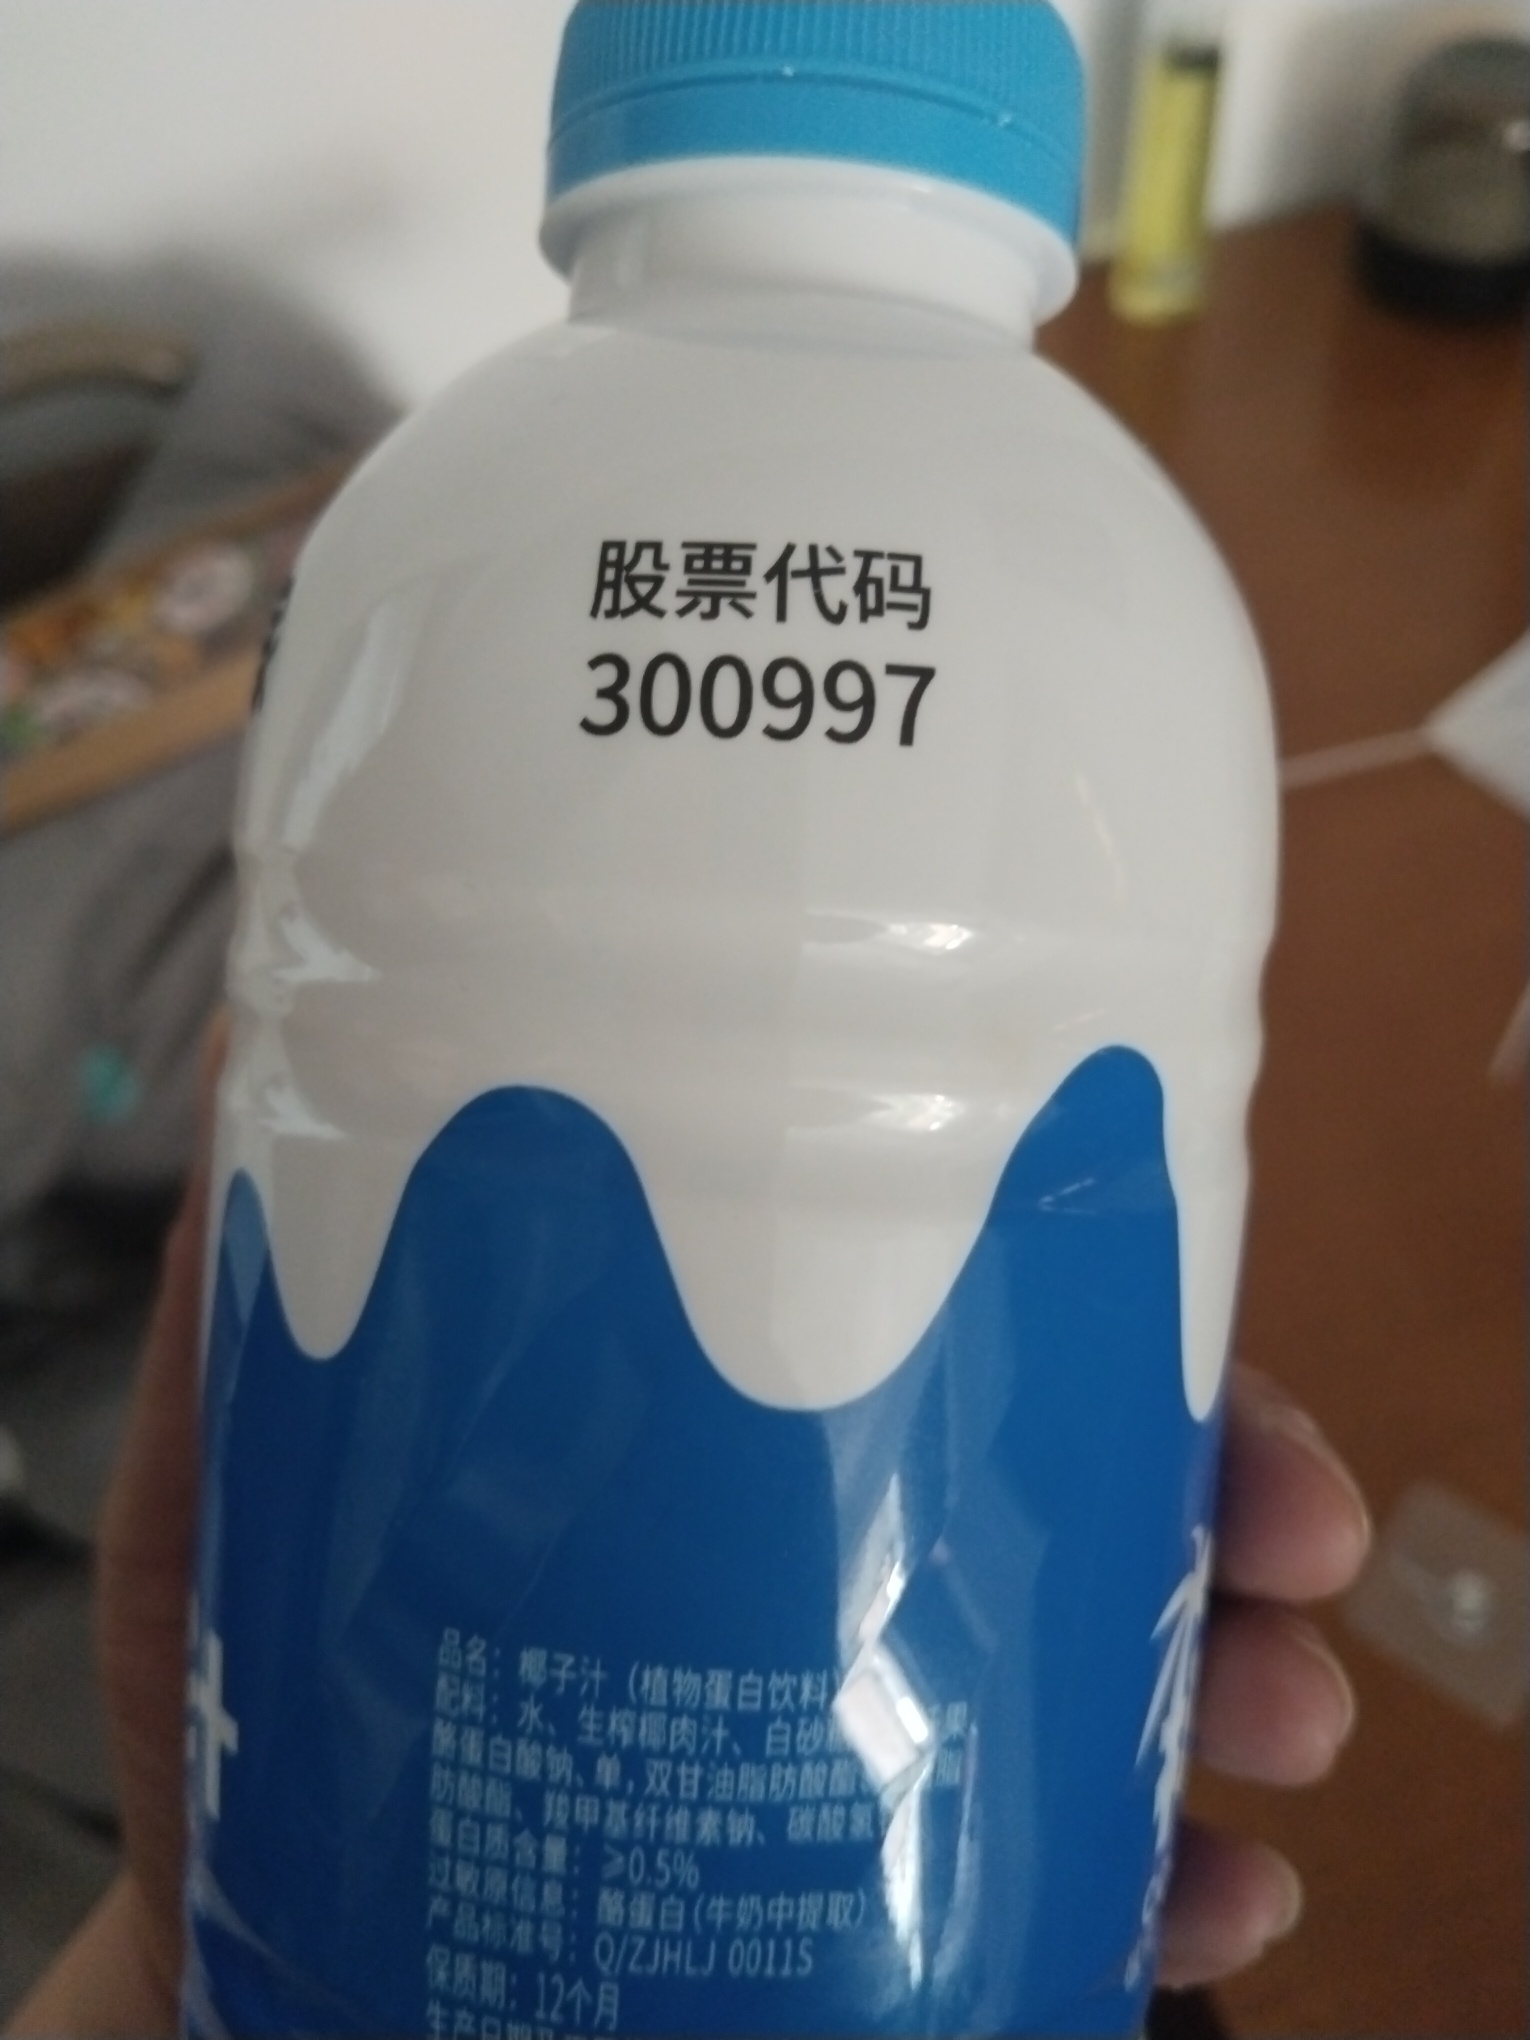 股票代码
300997
品名：椰子汁（植物蛋白饮料）
配料：水、生榨椰肉汁、白砂
酪蛋白酸钠、单，双甘油脂肪酸酯
肪酸酯、羧甲基纤维素钠、碳酸氢
蛋白质含量：≥0.5%
过敏原信息：酪蛋白（牛奶中提取）
产品标准号：Q/ZJHLJ 0011S
保质期：12个月